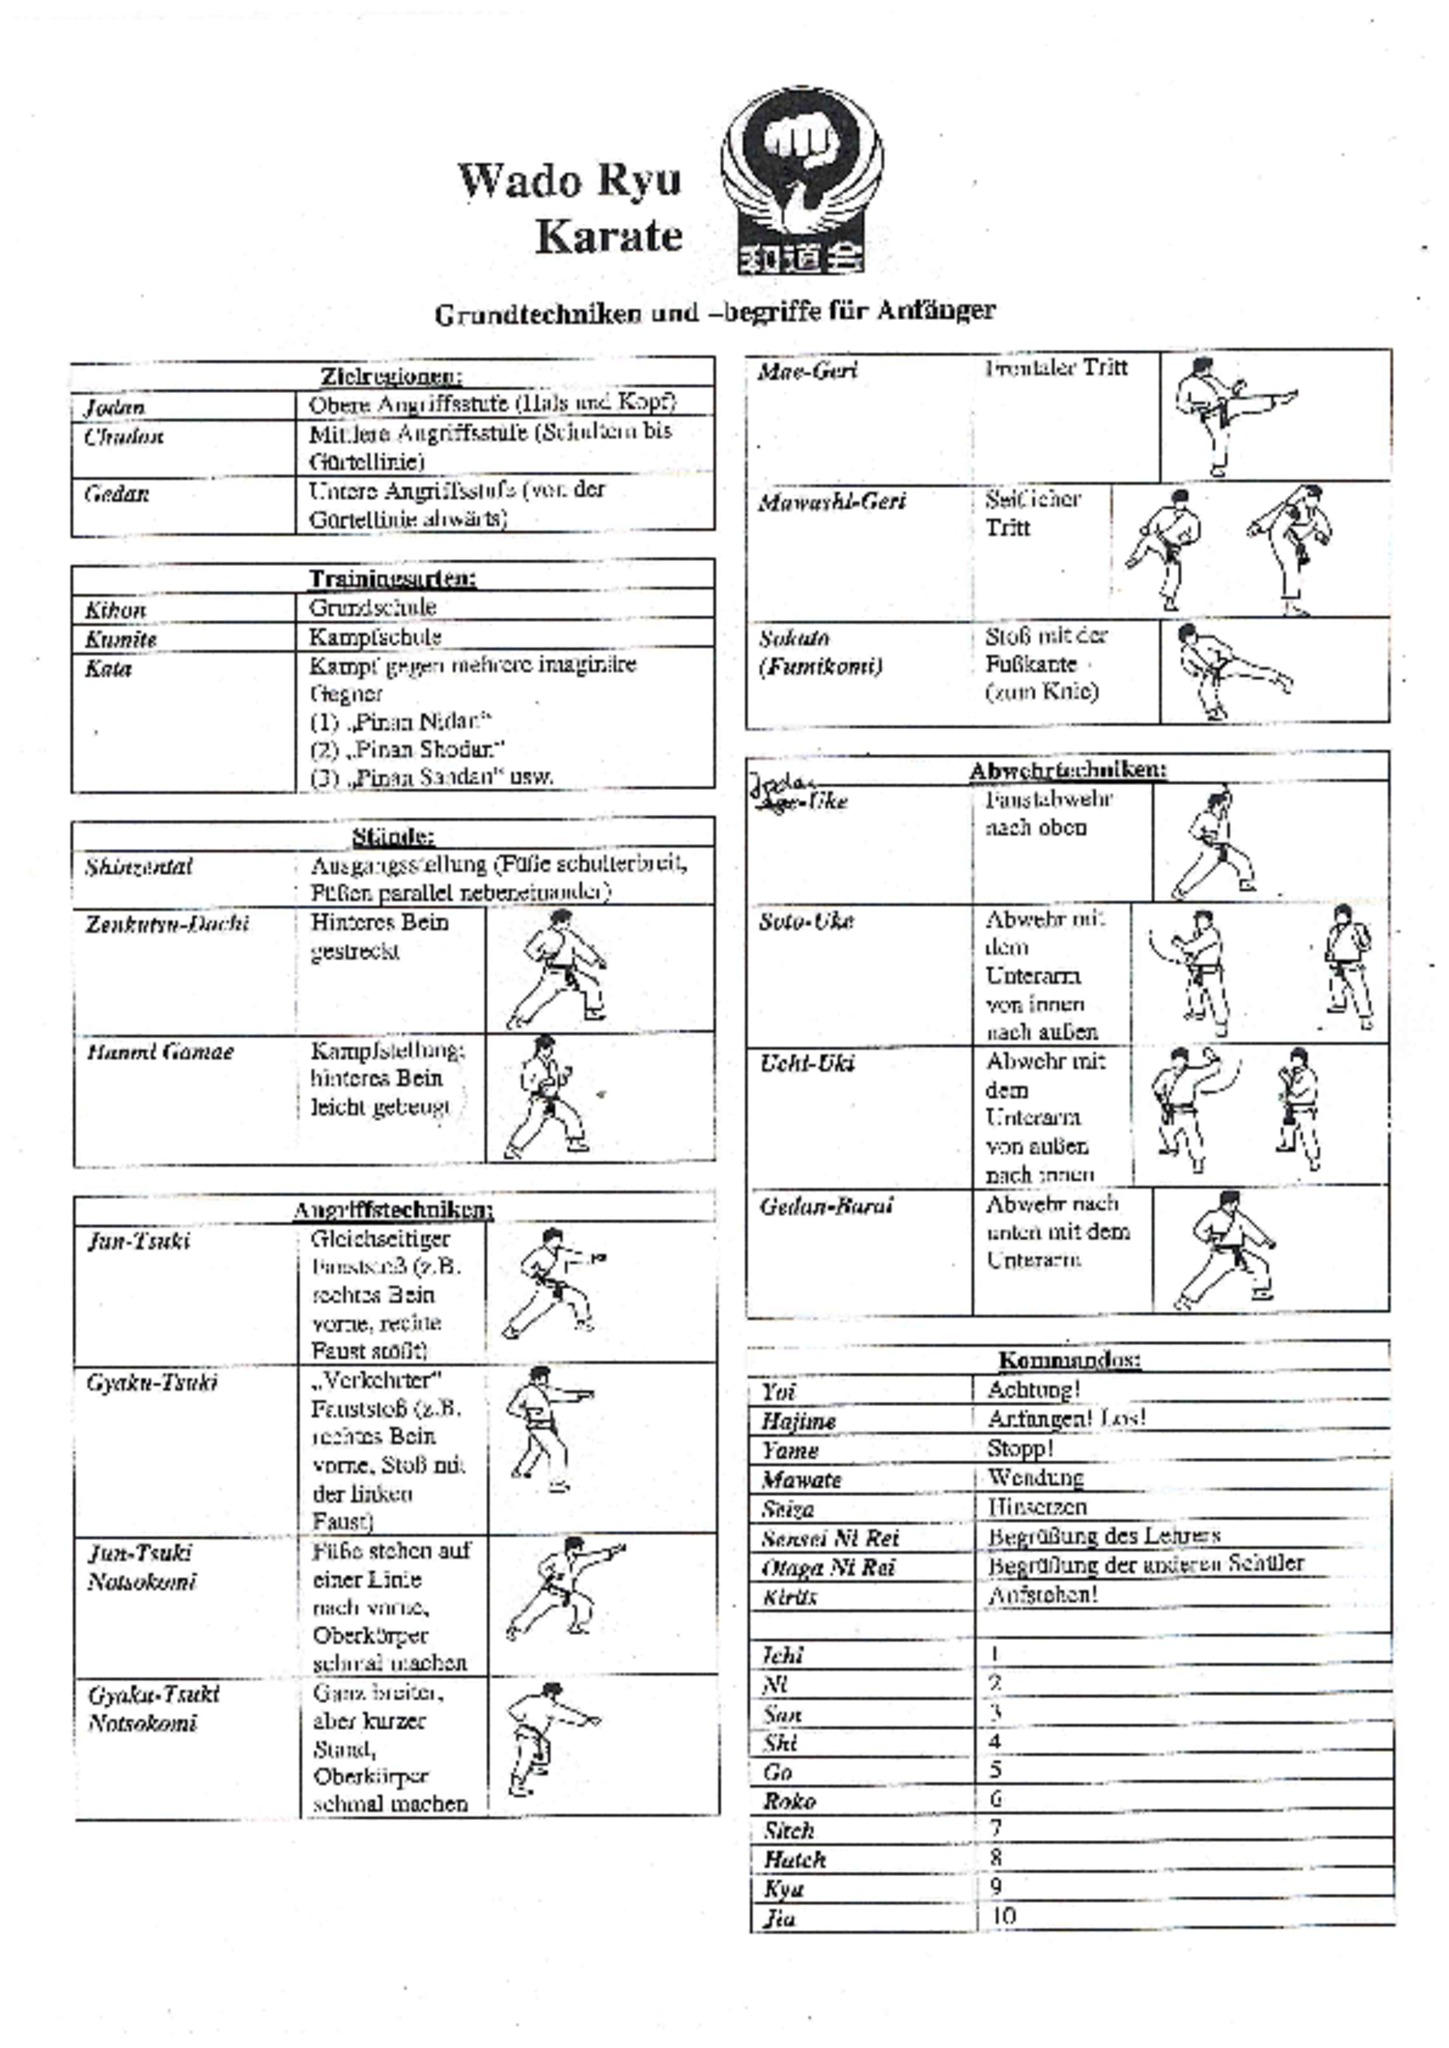 Wado Ryu
Karate
和道会
Grundtechniken und –begriffe für Anfänger
Zielregionen:
Jodan Obere Angriffsstufe (Hals und Kopf)
Chudan Mittlere Angriffsstufe (Schultern bis
Gürtellinie)
Gedan Untere Angriffsstufe (von der
Gürtellinie abwärts)
Trainingsarten:
Kihon Grundschule
Kumite Kampfschule
Kata Kampf gegen mehrere imaginäre
Gegner
(1) „Pinan Nidan“
(2) „Pinan Shodan“
(3) „Pinan Sandan“ usw.
Stände:
Shinzentai Ausgangsstellung (Füße schulterbreit,
Füßen parallel nebeneinander)
Zenkutsu-Dachi Hinteres Bein
gestreckt
Hanmi Gamae Kampfstellung;
hinteres Bein
leicht gebeugt
Angriffstechniken:
Jun-Tsuki Gleichseitiger
Fauststoß (z.B.
rechtes Bein
vorne, rechte
Faust stößt)
Gyaku-Tsuki „Verkehrter“
Fauststoß (z.B.
rechtes Bein
vorne, Stoß mit
der linken
Faust)
Jun-Tsuki Füße stehen auf
Notsokomi einer Linie
nach vorne,
Oberkörper
schmal machen
Gyaku-Tsuki Ganz breiter,
Notsokomi aber kurzer
Stand,
Oberkörper
schmal machen
Mae-Geri Frontaler Tritt
Mawashi-Geri Seitlicher
Tritt
Sokuto Stoß mit der
(Fumikomi) Fußkante
(zum Knie)
Abwehrtechniken:
Jodan
Age-Uke Faustabwehr
nach oben
Soto-Uke Abwehr mit
dem
Unterarm
von innen
nach außen
Uchi-Uki Abwehr mit
dem
Unterarm
von außen
nach innen
Gedan-Barai Abwehr nach
unten mit dem
Unterarm
Kommandos:
Yoi Achtung!
Hajime Anfangen! Los!
Yame Stopp!
Mawate Wendung
Seiza Hinsetzen
Sensei Ni Rei Begrüßung des Lehrers
Otaga Ni Rei Begrüßung der anderen Schüler
Kiritz Aufstehen!
Ichi 1
Ni 2
San 3
Shi 4
Go 5
Roko 6
Sitch 7
Hatch 8
Kyu 9
Jiu 10